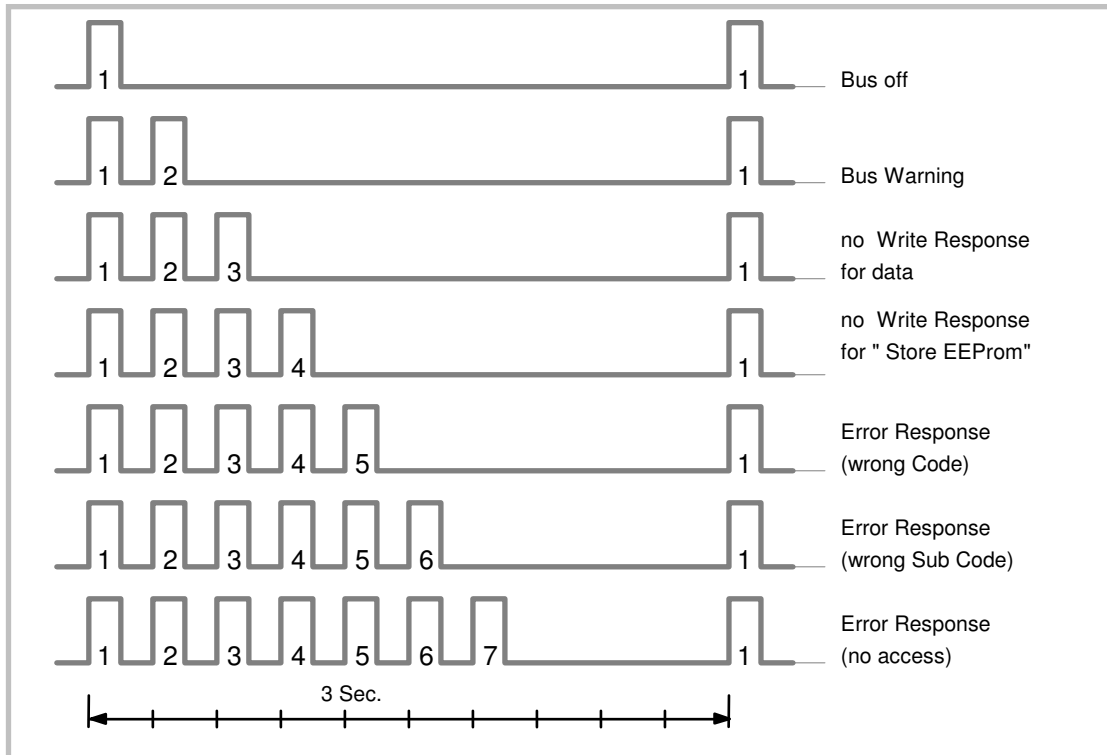 1 1 Bus off
1 2 1 Bus Warning
no  Write Response
1 2 3 1 for data
no  Write Response
for " Store EEProm"
1 2 3 4 1
Error Response
1 2 3 4 5 1 (wrong Code)
Error Response
1 2 3 4 5 6 1 (wrong Sub Code)
Error Response
1 2 3 4 5 6 7 1 (no access)
3 Sec.